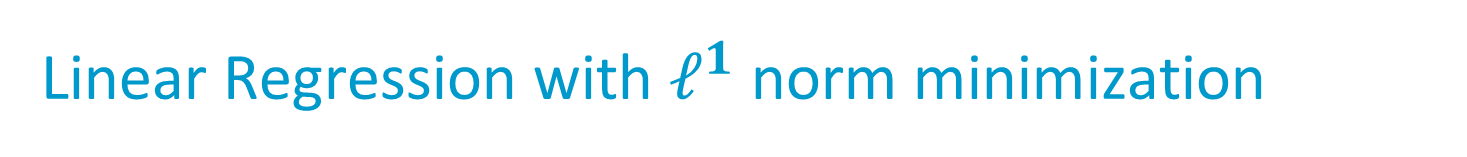 Linear Regression with ℓ¹ norm minimization